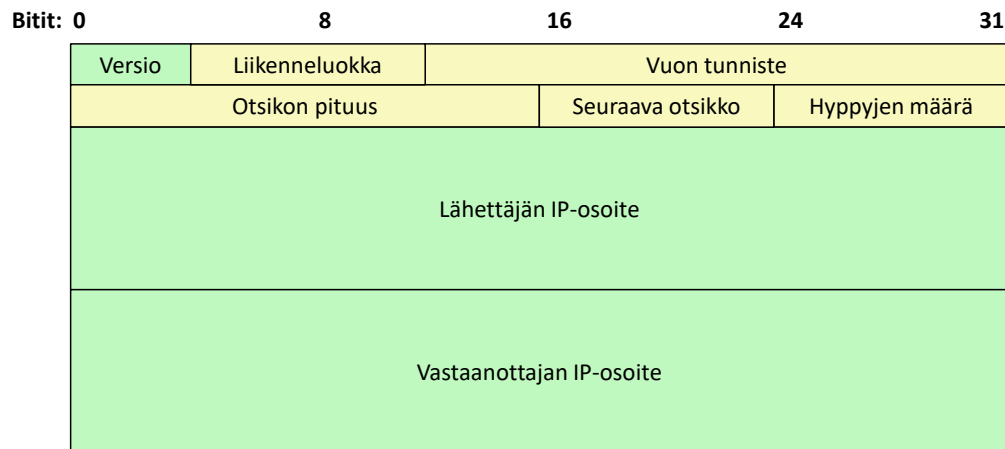 Bitit: 0 8 16 24 31
Versio Liikenneluokka Vuon tunniste
Otsikon pituus Seuraava otsikko Hyppyjen määrä
Lähettäjän IP-osoite
Vastaanottajan IP-osoite